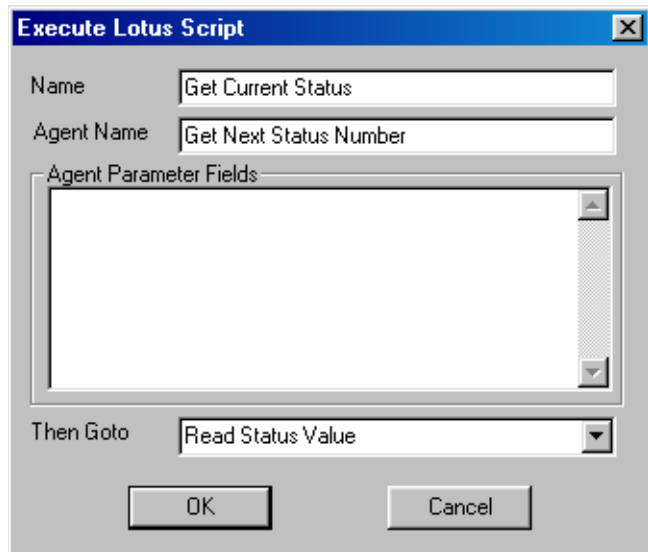 Execute Lotus Script
Name Get Current Status
Agent Name Get Next Status Number
Agent Parameter Fields
Then Goto Read Status Value
OK Cancel